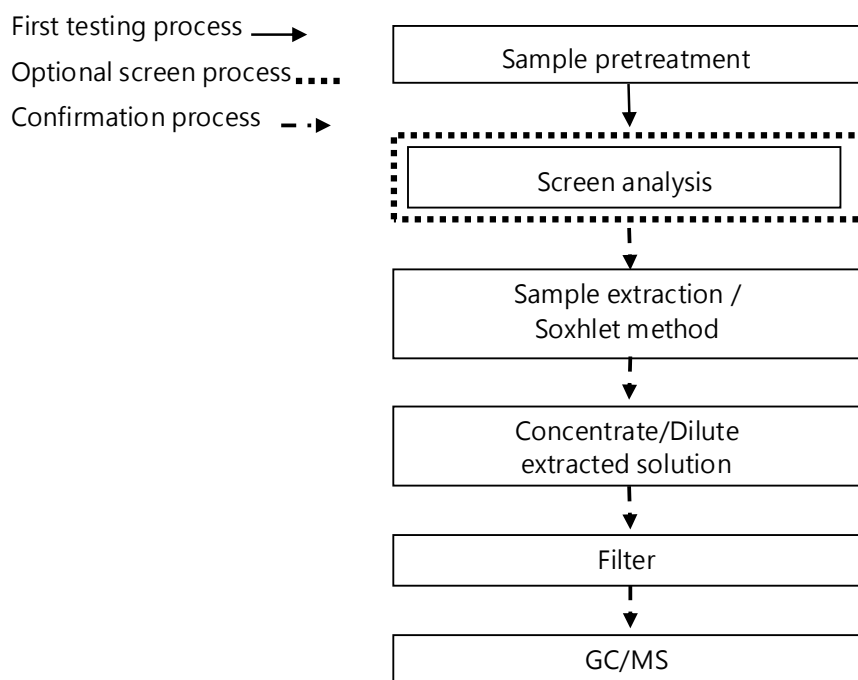 First testing process
Optional screen process
Confirmation process
Sample pretreatment
Screen analysis
Sample extraction /
Soxhlet method
Concentrate/Dilute
extracted solution
Filter
GC/MS